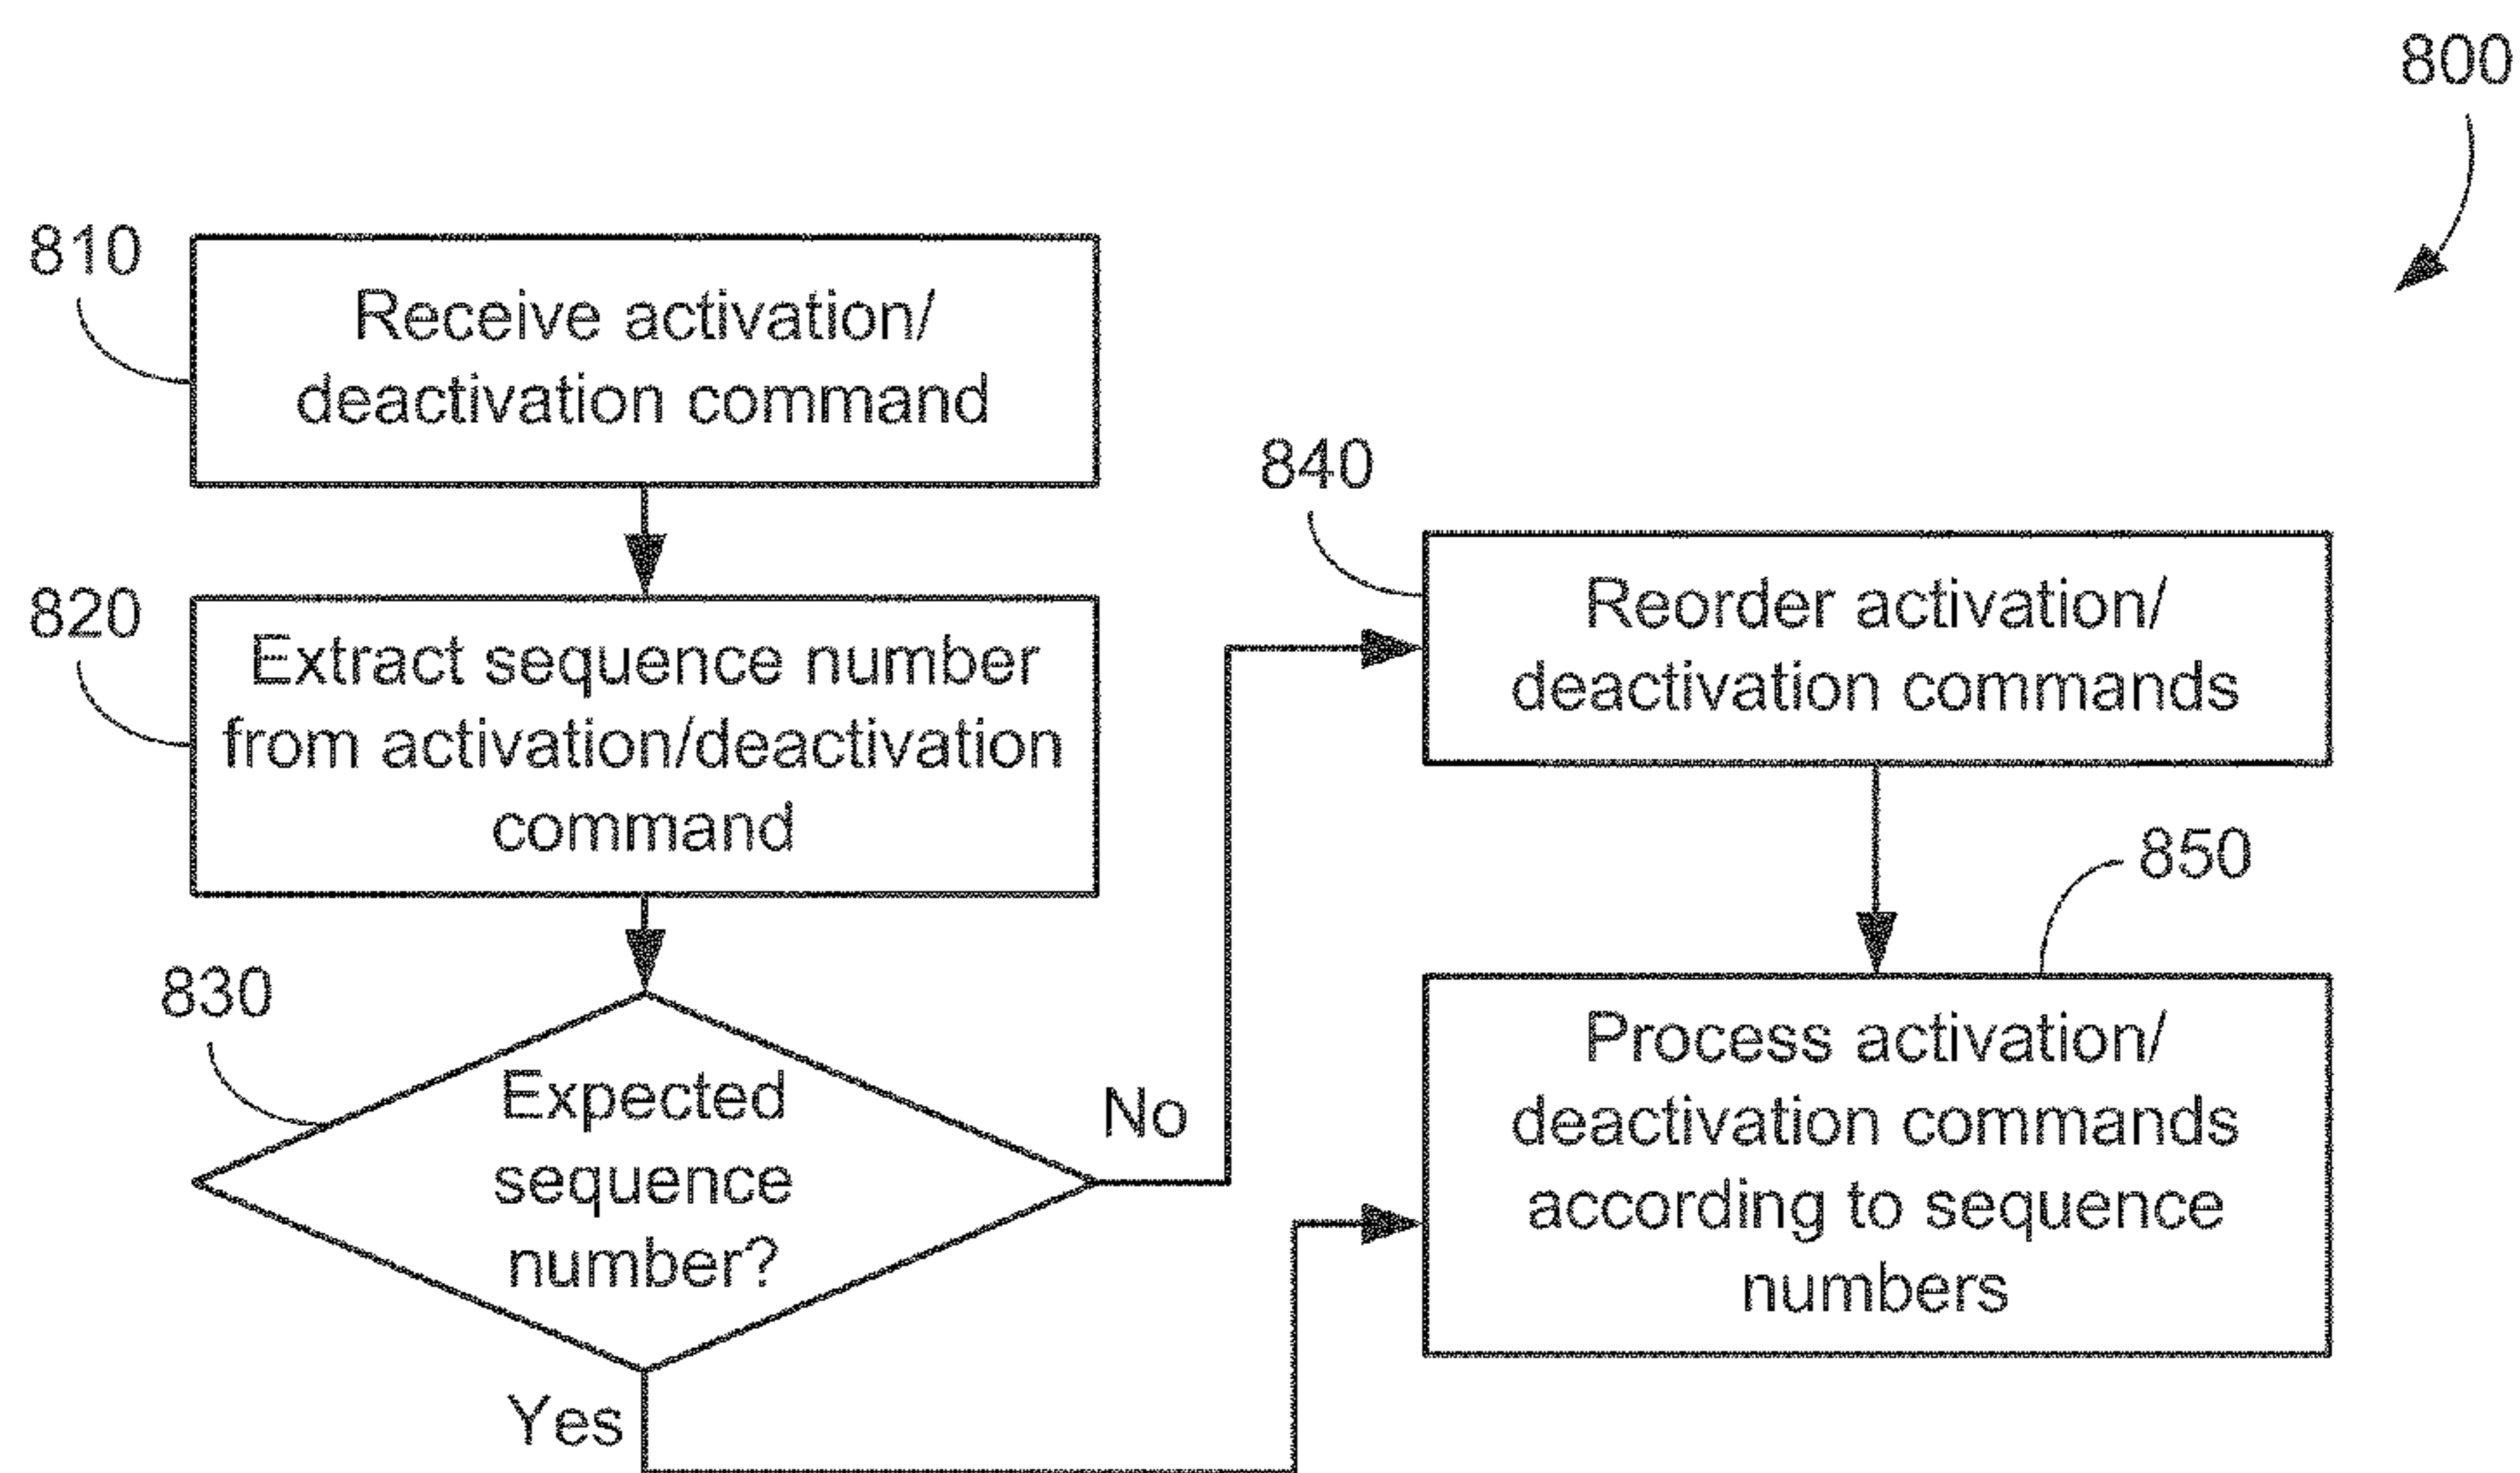 800
810
Receive activation/
deactivation command
820
Extract sequence number
from activation/deactivation
command
830
Expected
sequence
number?
No
Yes
840
Reorder activation/
deactivation commands
850
Process activation/
deactivation commands
according to sequence
numbers